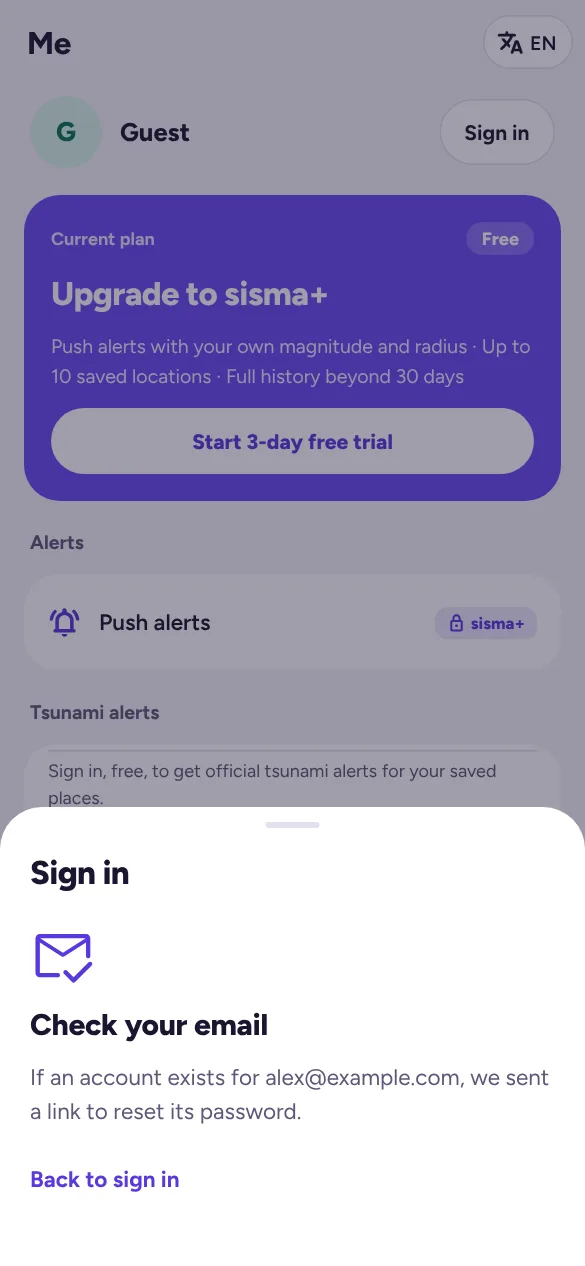 Me
EN
G
Guest
Sign in
Current plan
Free
Upgrade to sisma+
Push alerts with your own magnitude and radius · Up to
10 saved locations · Full history beyond 30 days
Start 3-day free trial
Alerts
Push alerts
sisma+
Tsunami alerts
Sign in, free, to get official tsunami alerts for your saved
places.
Sign in
Check your email
If an account exists for alex@example.com, we sent
a link to reset its password.
Back to sign in